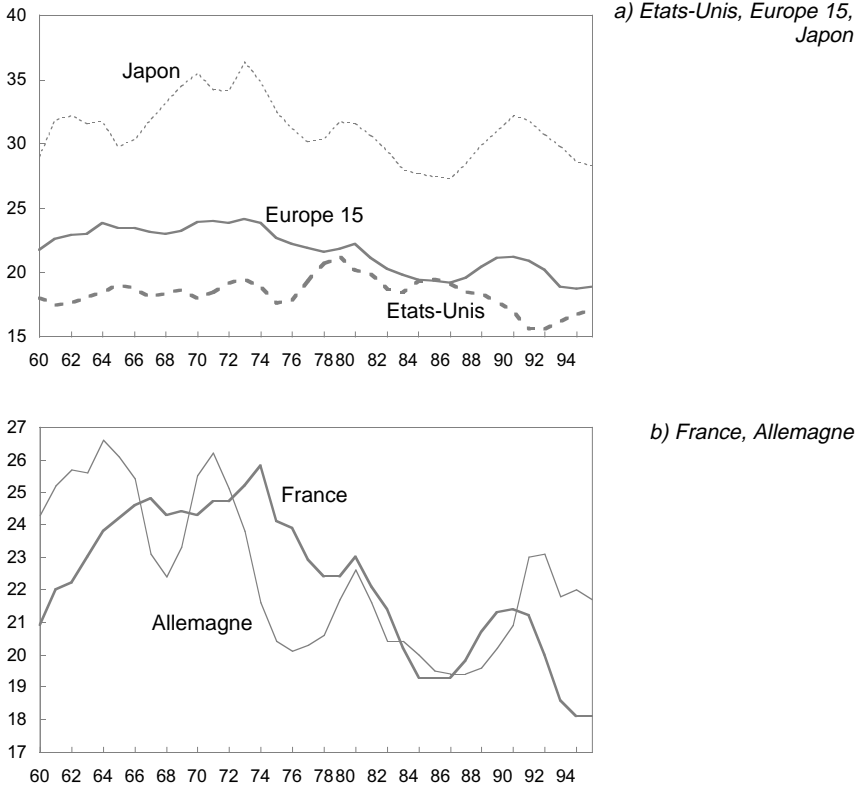 a) Etats-Unis, Europe 15,
Japon
40
35
30
25
20
15
Japon
Europe 15
Etats-Unis
60 62 64 66 68 70 72 74 76 78 80 82 84 86 88 90 92 94
b) France, Allemagne
27
26
25
24
23
22
21
20
19
18
17
France
Allemagne
60 62 64 66 68 70 72 74 76 78 80 82 84 86 88 90 92 94